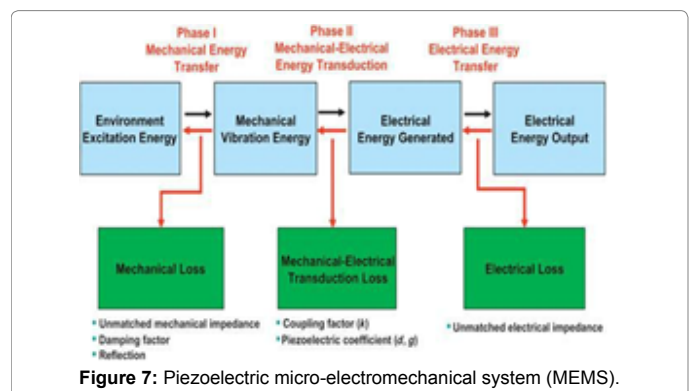 Phase I
Mechanical Energy
Transfer
Phase II
Mechanical-Electrical
Energy Transduction
Phase III
Electrical Energy
Transfer
Environment
Excitation Energy
Mechanical
Vibration Energy
Electrical
Energy Generated
Electrical
Energy Output
Mechanical Loss
Mechanical-Electrical
Transduction Loss
Electrical Loss
• Unmatched mechanical impedance
• Damping factor
• Reflection
• Coupling factor (k)
• Piezoelectric coefficient (d, g)
• Unmatched electrical impedance
Figure 7: Piezoelectric micro-electromechanical system (MEMS).